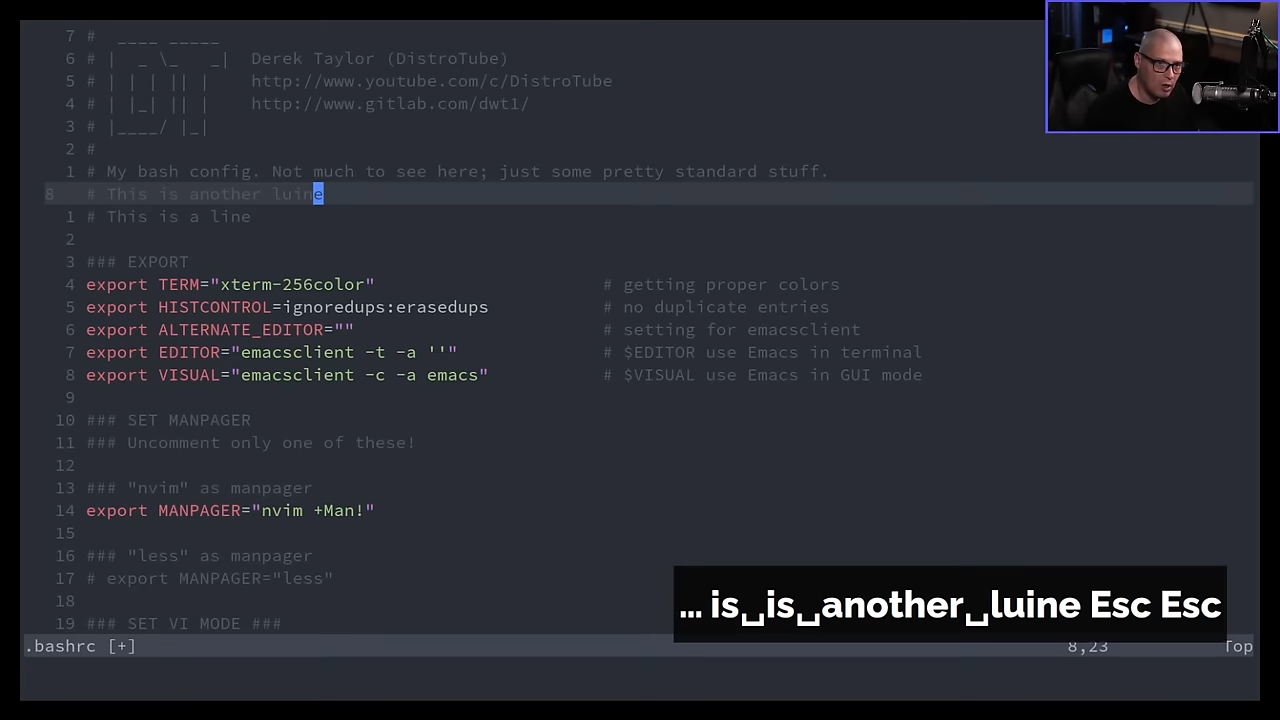 7 #  ____ _____
6 # |  _ \_   _|  Derek Taylor (DistroTube)
5 # | | | || |    http://www.youtube.com/c/DistroTube
4 # | |_| || |    http://www.gitlab.com/dwt1/
3 # |____/ |_|
2 #
1 # My bash config. Not much to see here; just some pretty standard stuff.
8 # This is another luine
1 # This is a line
2
3 ### EXPORT
4 export TERM="xterm-256color"                      # getting proper colors
5 export HISTCONTROL=ignoredups:erasedups           # no duplicate entries
6 export ALTERNATE_EDITOR=""                        # setting for emacsclient
7 export EDITOR="emacsclient -t -a ''"              # $EDITOR use Emacs in terminal
8 export VISUAL="emacsclient -c -a emacs"           # $VISUAL use Emacs in GUI mode
9
10 ### SET MANPAGER
11 ### Uncomment only one of these!
12
13 ### "nvim" as manpager
14 export MANPAGER="nvim +Man!"
15
16 ### "less" as manpager
17 # export MANPAGER="less"
18
19 ### SET VI MODE ###
... is␣is␣another␣luine Esc Esc
.bashrc [+] 8,23 Top